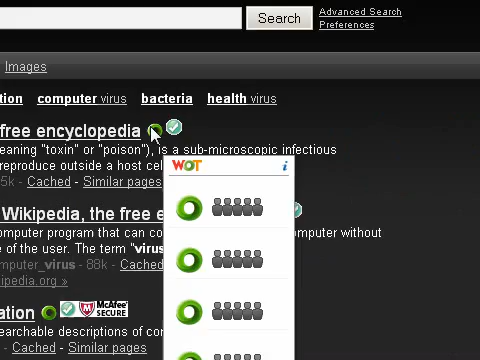 Search
Advanced Search
Preferences
Images
tion computer virus bacteria health virus
free encyclopedia
eaning "toxin" or "poison"), is a sub-microscopic infectious
reproduce outside a host cel
5k - Cached - Similar pages
WOT i
Wikipedia, the free e
omputer program that can co
omputer without
e of the user. The term "virus
mputer_virus - 88k - Cached
ipedia.org »
ation McAfee SECURE
earchable descriptions of cor
k - Cached - Similar pages